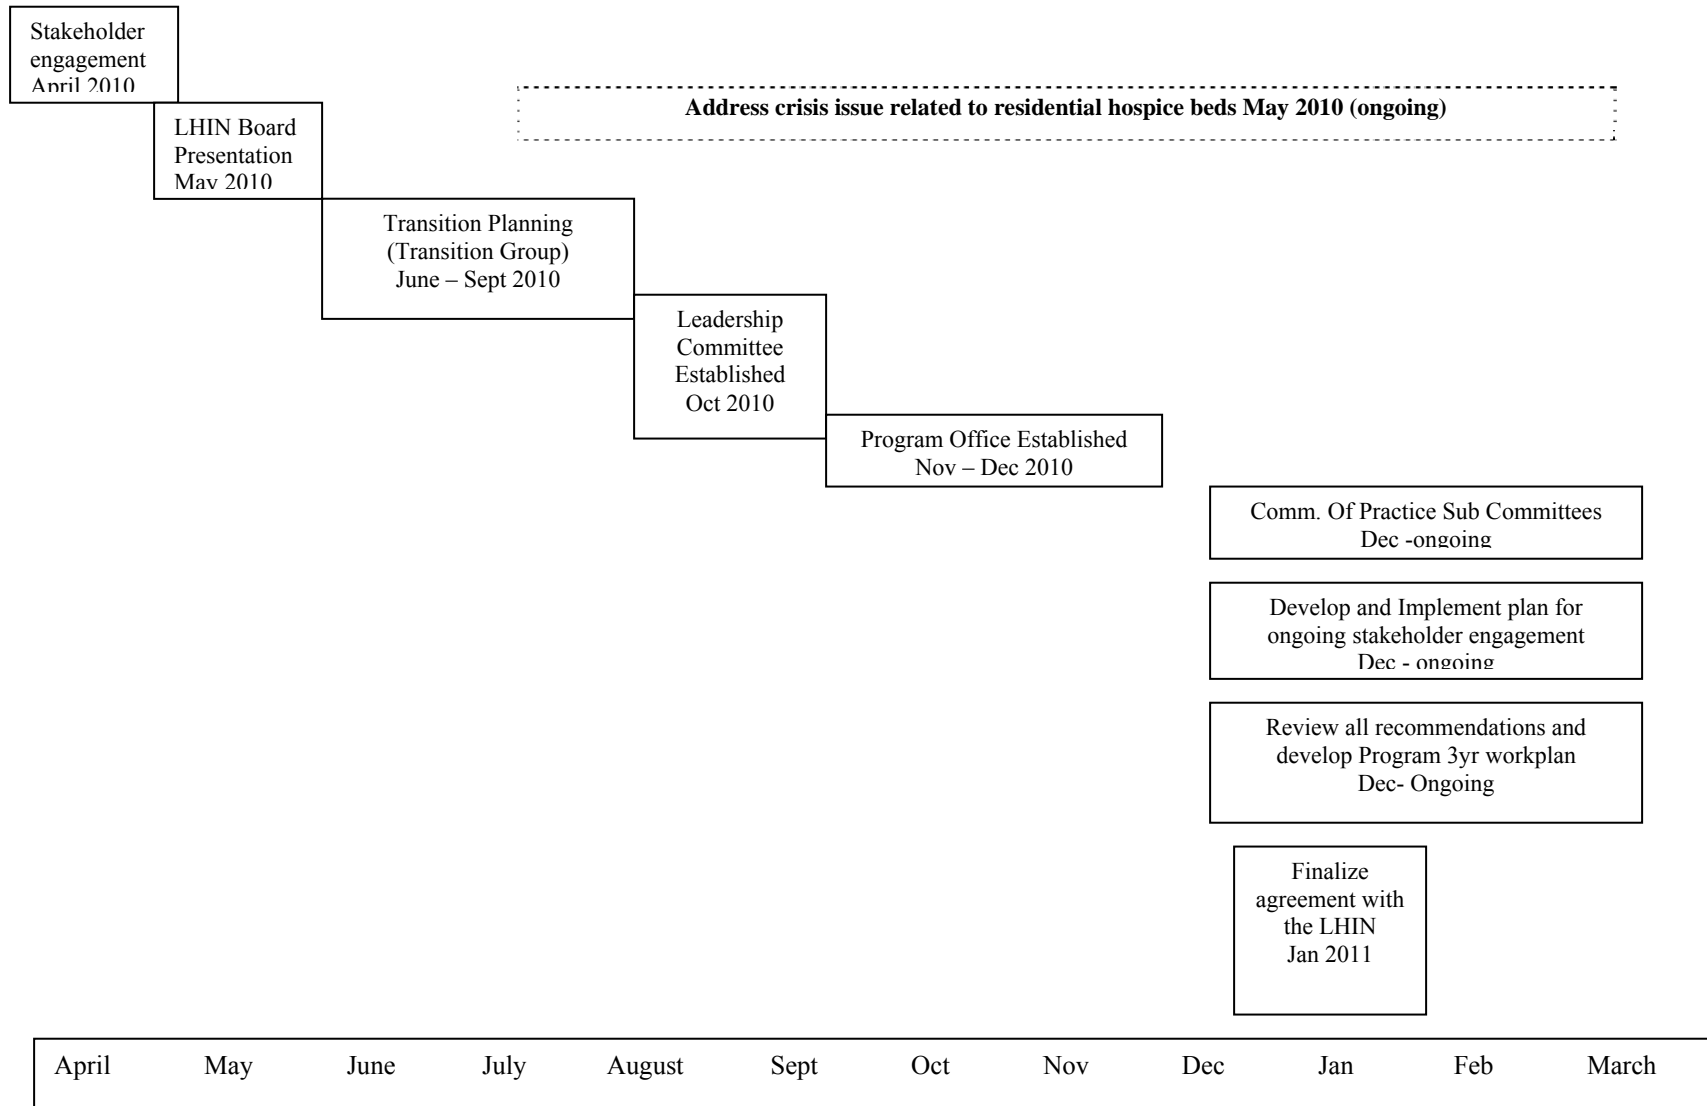 Stakeholder
engagement
April 2010
Address crisis issue related to residential hospice beds May 2010 (ongoing)
LHIN Board
Presentation
May 2010
Transition Planning
(Transition Group)
June – Sept 2010
Leadership
Committee
Established
Oct 2010
Program Office Established
Nov – Dec 2010
Comm. Of Practice Sub Committees
Dec -ongoing
Develop and Implement plan for
ongoing stakeholder engagement
Dec - ongoing
Review all recommendations and
develop Program 3yr workplan
Dec- Ongoing
Finalize
agreement with
the LHIN
Jan 2011
April May June July August Sept Oct Nov Dec Jan Feb March